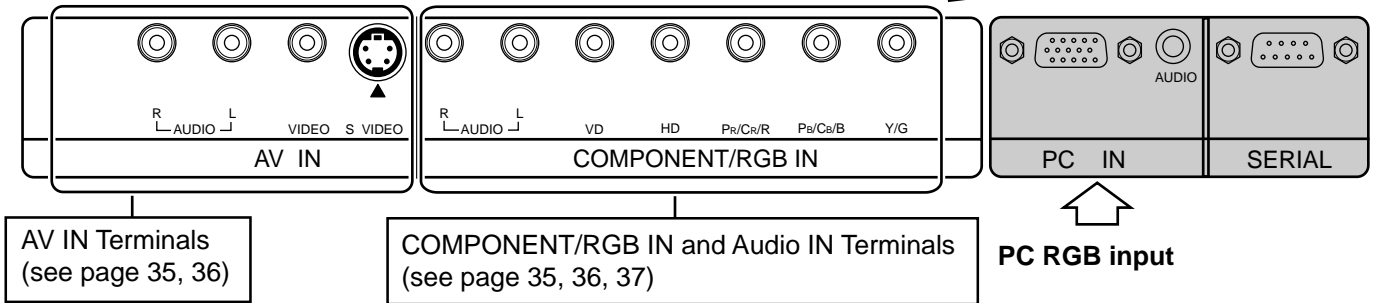 R L
AUDIO
VIDEO S VIDEO
AV IN
R L
AUDIO
VD HD PR/CR/R PB/CB/B Y/G
COMPONENT/RGB IN
AUDIO
PC IN
SERIAL
AV IN Terminals
(see page 35, 36)
COMPONENT/RGB IN and Audio IN Terminals
(see page 35, 36, 37)
PC RGB input